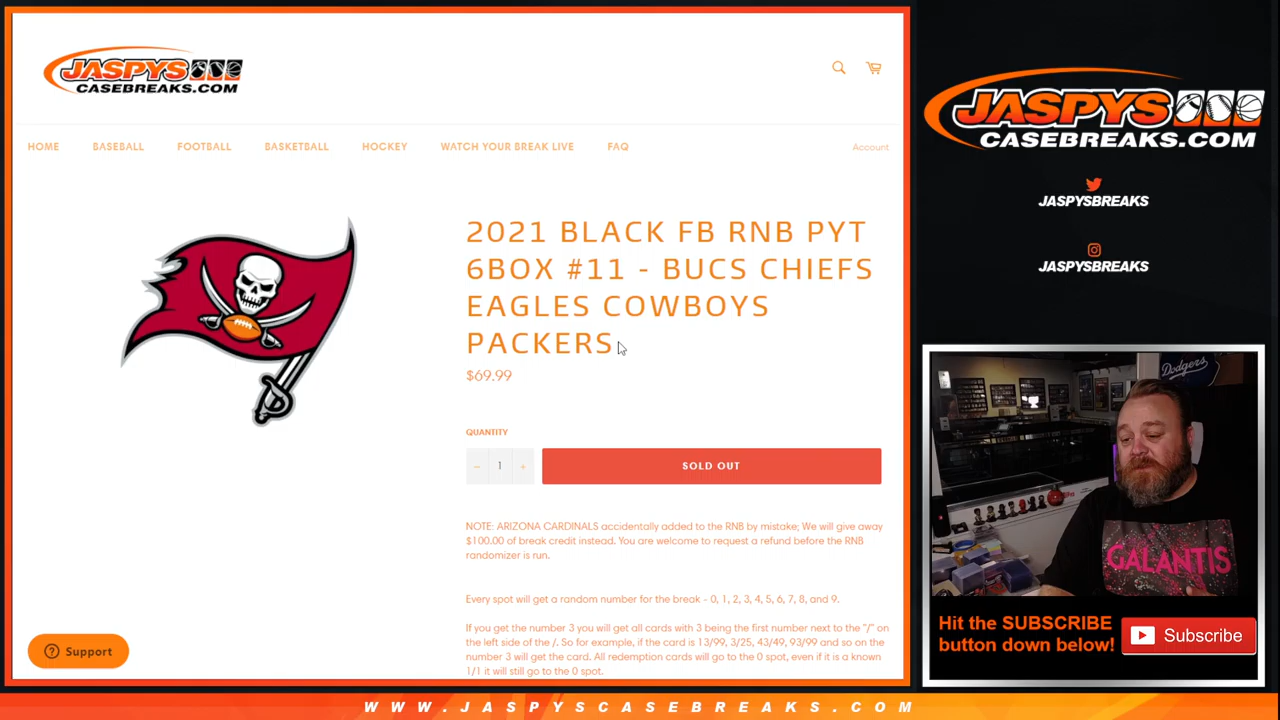 JASPYS
CASEBREAKS.COM
HOME BASEBALL FOOTBALL BASKETBALL HOCKEY WATCH YOUR BREAK LIVE FAQ Account
2021 BLACK FB RNB PYT
6BOX #11 - BUCS CHIEFS
EAGLES COWBOYS
PACKERS
$69.99
QUANTITY
− 1 + SOLD OUT
NOTE: ARIZONA CARDINALS accidentally added to the RNB by mistake; We will give away
$100.00 of break credit instead. You are welcome to request a refund before the RNB
randomizer is run.
Every spot will get a random number for the break - 0, 1, 2, 3, 4, 5, 6, 7, 8, and 9.
If you get the number 3 you will get all cards with 3 being the first number next to the "/" on
the left side of the /. So for example, if the card is 13/99, 3/25, 43/49, 93/99 and so on the
number 3 will get the card. All redemption cards will go to the 0 spot, even if it is a known
1/1 it will still go to the 0 spot.
Support
JASPYS
CASEBREAKS.COM
JASPYSBREAKS
JASPYSBREAKS
Dodgers
GALANTIS
Hit the SUBSCRIBE
button down below!
Subscribe
WWW.JASPYSCASEBREAKS.COM